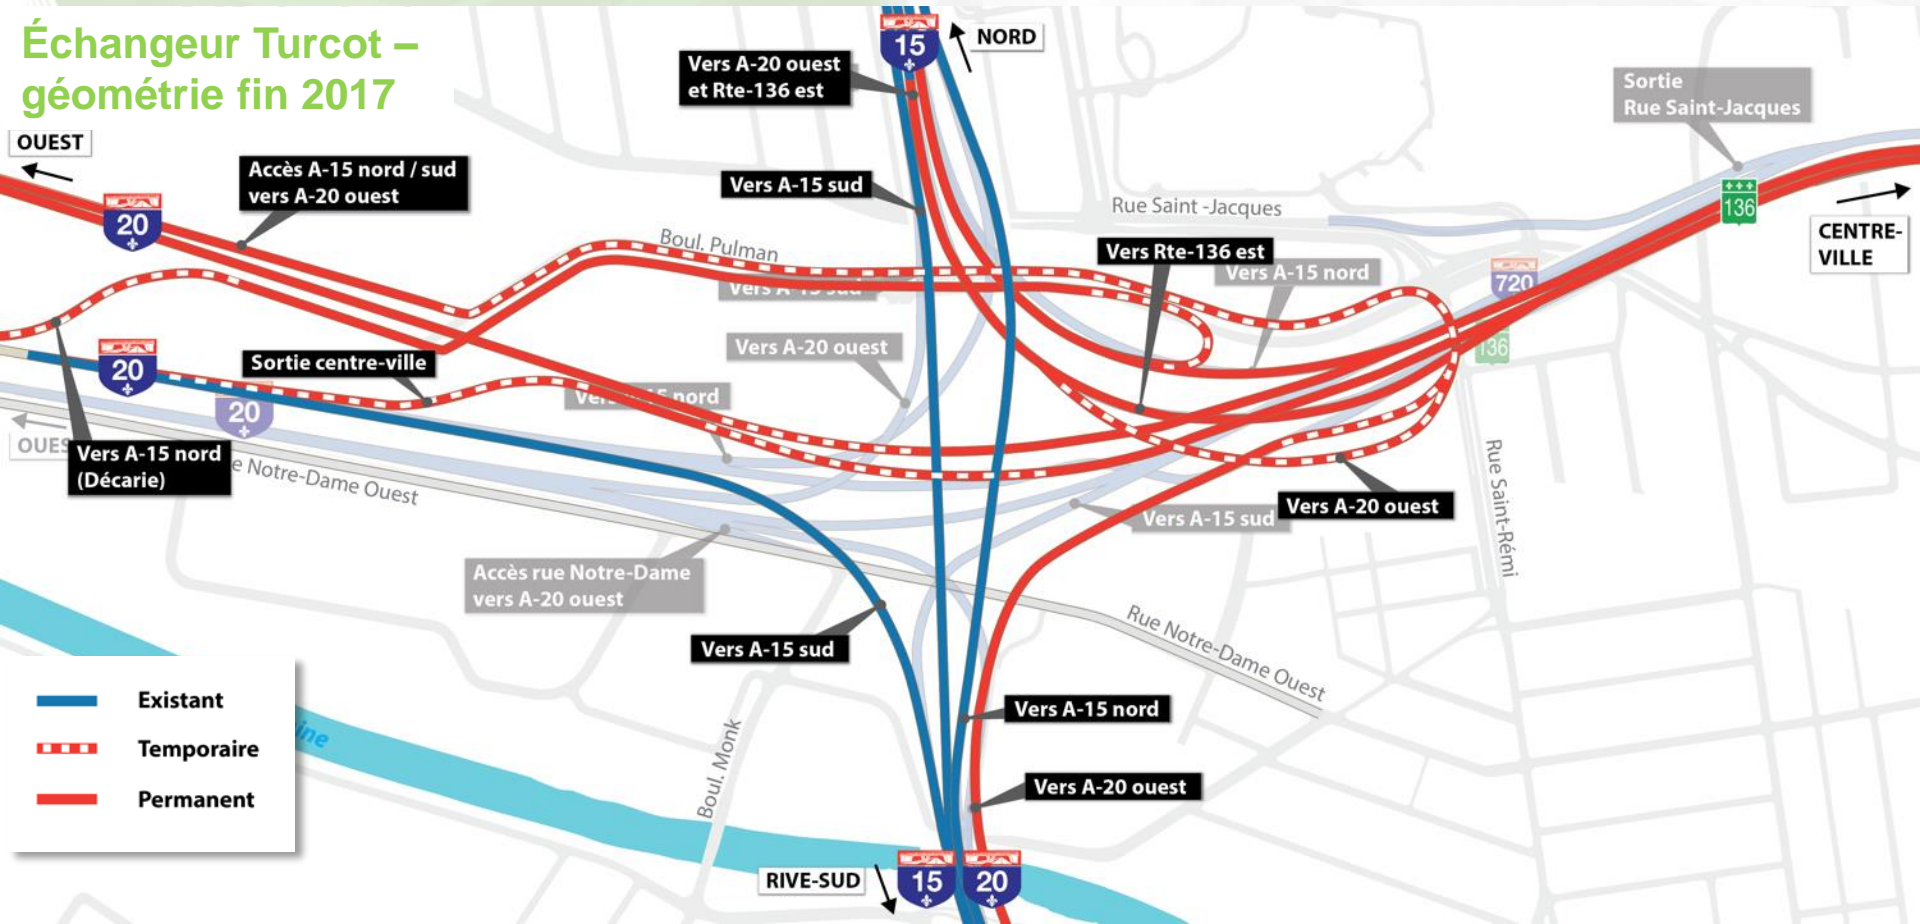 Échangeur Turcot –
géométrie fin 2017
15
NORD
Vers A-20 ouest
et Rte-136 est
Sortie
Rue Saint-Jacques
OUEST
Accès A-15 nord / sud
vers A-20 ouest
20
Vers A-15 sud
Rue Saint -Jacques
136
CENTRE-
VILLE
Boul. Pulman
Vers Rte-136 est
Vers A-15 nord
Vers A-15 sud
720
136
Vers A-20 ouest
20
Sortie centre-ville
nord
20
Vers A-15 nord
(Décarie)
Notre-Dame Ouest
Vers A-20 ouest
Vers A-15 sud
Rue Saint-Rémi
Accès rue Notre-Dame
vers A-20 ouest
Vers A-15 sud
Rue Notre-Dame Ouest
Vers A-15 nord
Existant
Temporaire
Permanent
Boul. Monk
Vers A-20 ouest
RIVE-SUD
15
20